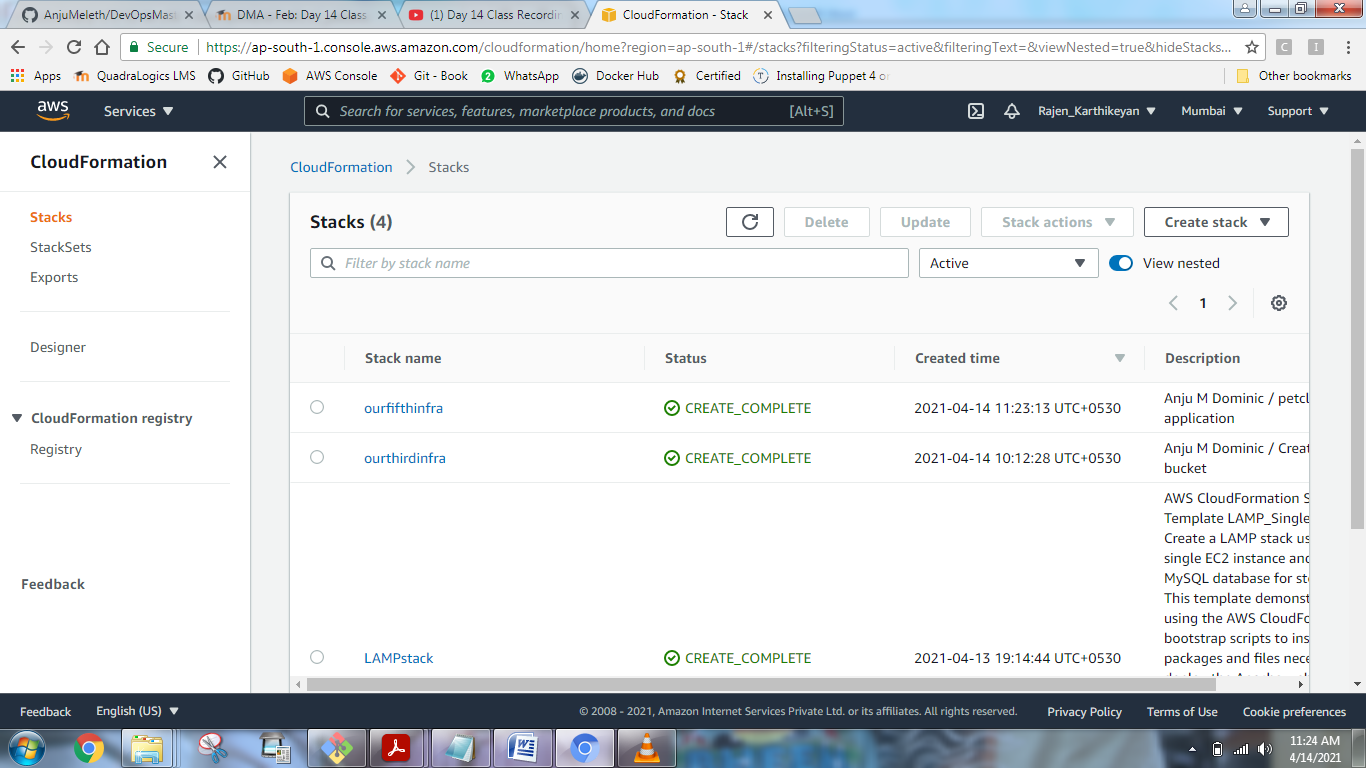 AnjuMeleth/DevOpsMas
DMA - Feb: Day 14 Class
(1) Day 14 Class Recordin
CloudFormation - Stack
Secure
https://ap-south-1.console.aws.amazon.com/cloudformation/home?region=ap-south-1#/stacks?filteringStatus=active&filteringText=&viewNested=true&hideStacks...
Apps
QuadraLogics LMS
GitHub
AWS Console
Git - Book
2 WhatsApp
Docker Hub
Certified
Installing Puppet 4 o
Other bookmarks
aws
Services
Search for services, features, marketplace products, and docs
[Alt+S]
Rajen_Karthikeyan
Mumbai
Support
CloudFormation
Stacks
StackSets
Exports
Designer
CloudFormation registry
Registry
Feedback
CloudFormation
Stacks
Stacks (4)
Delete
Update
Stack actions
Create stack
Filter by stack name
Active
View nested
1
Stack name
Status
Created time
Description
ourfifthinfra
CREATE_COMPLETE
2021-04-14 11:23:13 UTC+0530
Anju M Dominic / petcl
application
ourthirdinfra
CREATE_COMPLETE
2021-04-14 10:12:28 UTC+0530
Anju M Dominic / Creat
bucket
LAMPstack
CREATE_COMPLETE
2021-04-13 19:14:44 UTC+0530
AWS CloudFormation S
Template LAMP_Single
Create a LAMP stack us
single EC2 instance and
MySQL database for sto
This template demonst
using the AWS CloudFo
bootstrap scripts to ins
packages and files nece
Feedback
English (US)
© 2008 - 2021, Amazon Internet Services Private Ltd. or its affiliates. All rights reserved.
Privacy Policy
Terms of Use
Cookie preferences
11:24 AM
4/14/2021